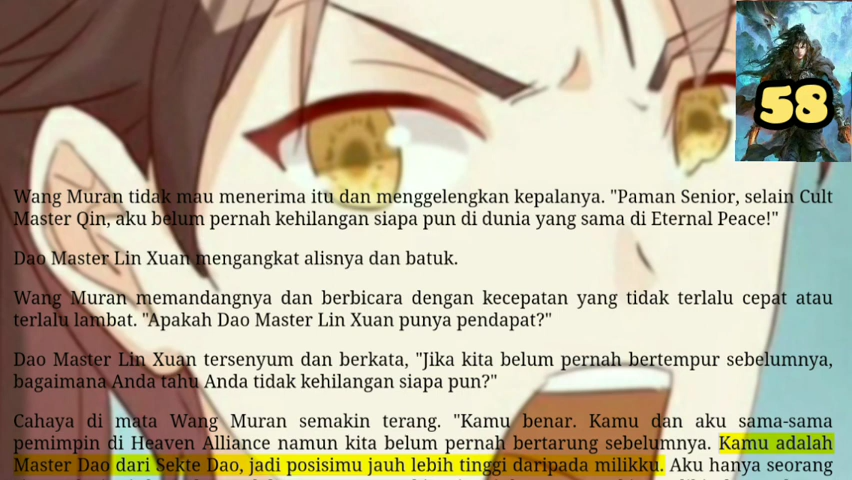 58
Wang Muran tidak mau menerima itu dan menggelengkan kepalanya. "Paman Senior, selain Cult
Master Qin, aku belum pernah kehilangan siapa pun di dunia yang sama di Eternal Peace!"
Dao Master Lin Xuan mengangkat alisnya dan batuk.
Wang Muran memandangnya dan berbicara dengan kecepatan yang tidak terlalu cepat atau
terlalu lambat. "Apakah Dao Master Lin Xuan punya pendapat?"
Dao Master Lin Xuan tersenyum dan berkata, "Jika kita belum pernah bertempur sebelumnya,
bagaimana Anda tahu Anda tidak kehilangan siapa pun?"
Cahaya di mata Wang Muran semakin terang. "Kamu benar. Kamu dan aku sama-sama
pemimpin di Heaven Alliance namun kita belum pernah bertarung sebelumnya. Kamu adalah
Master Dao dari Sekte Dao, jadi posisimu jauh lebih tinggi daripada milikku. Aku hanya seorang